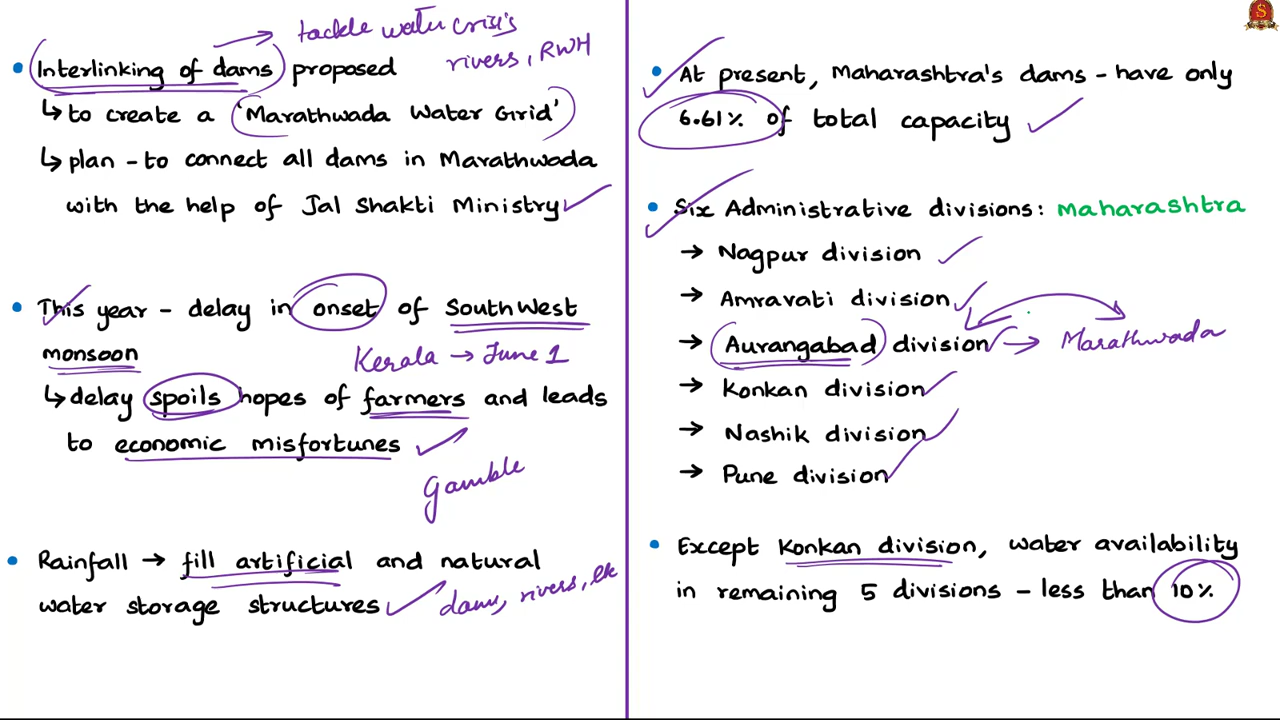 tackle water crisis
rivers, RWH
• Interlinking of dams proposed
↳ to create a 'Marathwada Water Grid'
↳ plan - to connect all dams in Marathwada
with the help of Jal Shakti Ministry
• This year - delay in onset of SouthWest
monsoon
Kerala → June 1
↳ delay spoils hopes of farmers and leads
to economic misfortunes
Gamble
• Rainfall → fill artificial and natural
water storage structures
dams, rivers,
• At present, Maharashtra's dams - have only
6.61% of total capacity
• Six Administrative divisions: Maharashtra
→ Nagpur division
→ Amravati division
→ Aurangabad division → Marathwada
→ Konkan division
→ Nashik division
→ Pune division
• Except Konkan division, water availability
in remaining 5 divisions - less than 10%